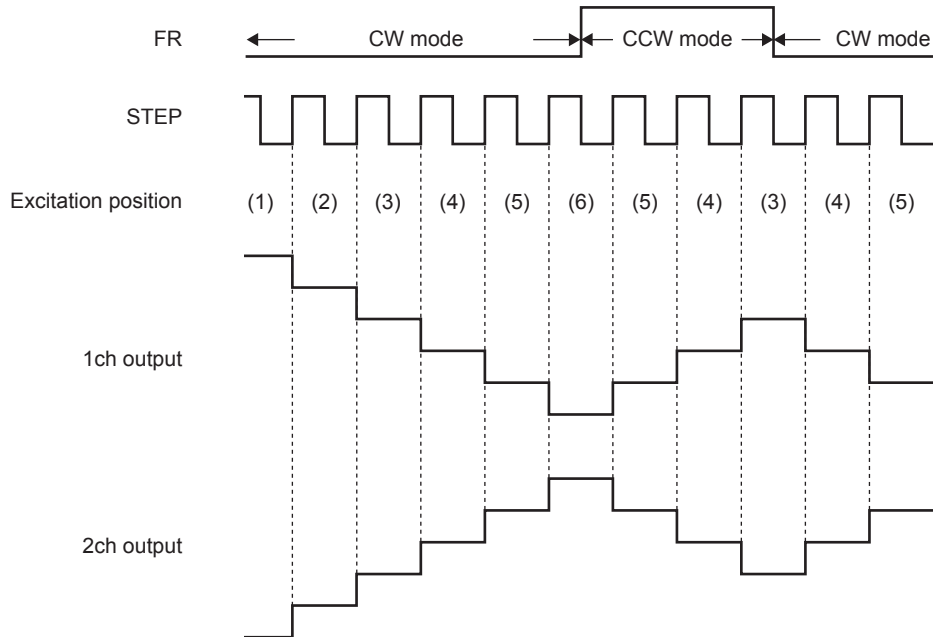 FR CW mode CCW mode CW mode
STEP
Excitation position (1) (2) (3) (4) (5) (6) (5) (4) (3) (4) (5)
1ch output
2ch output